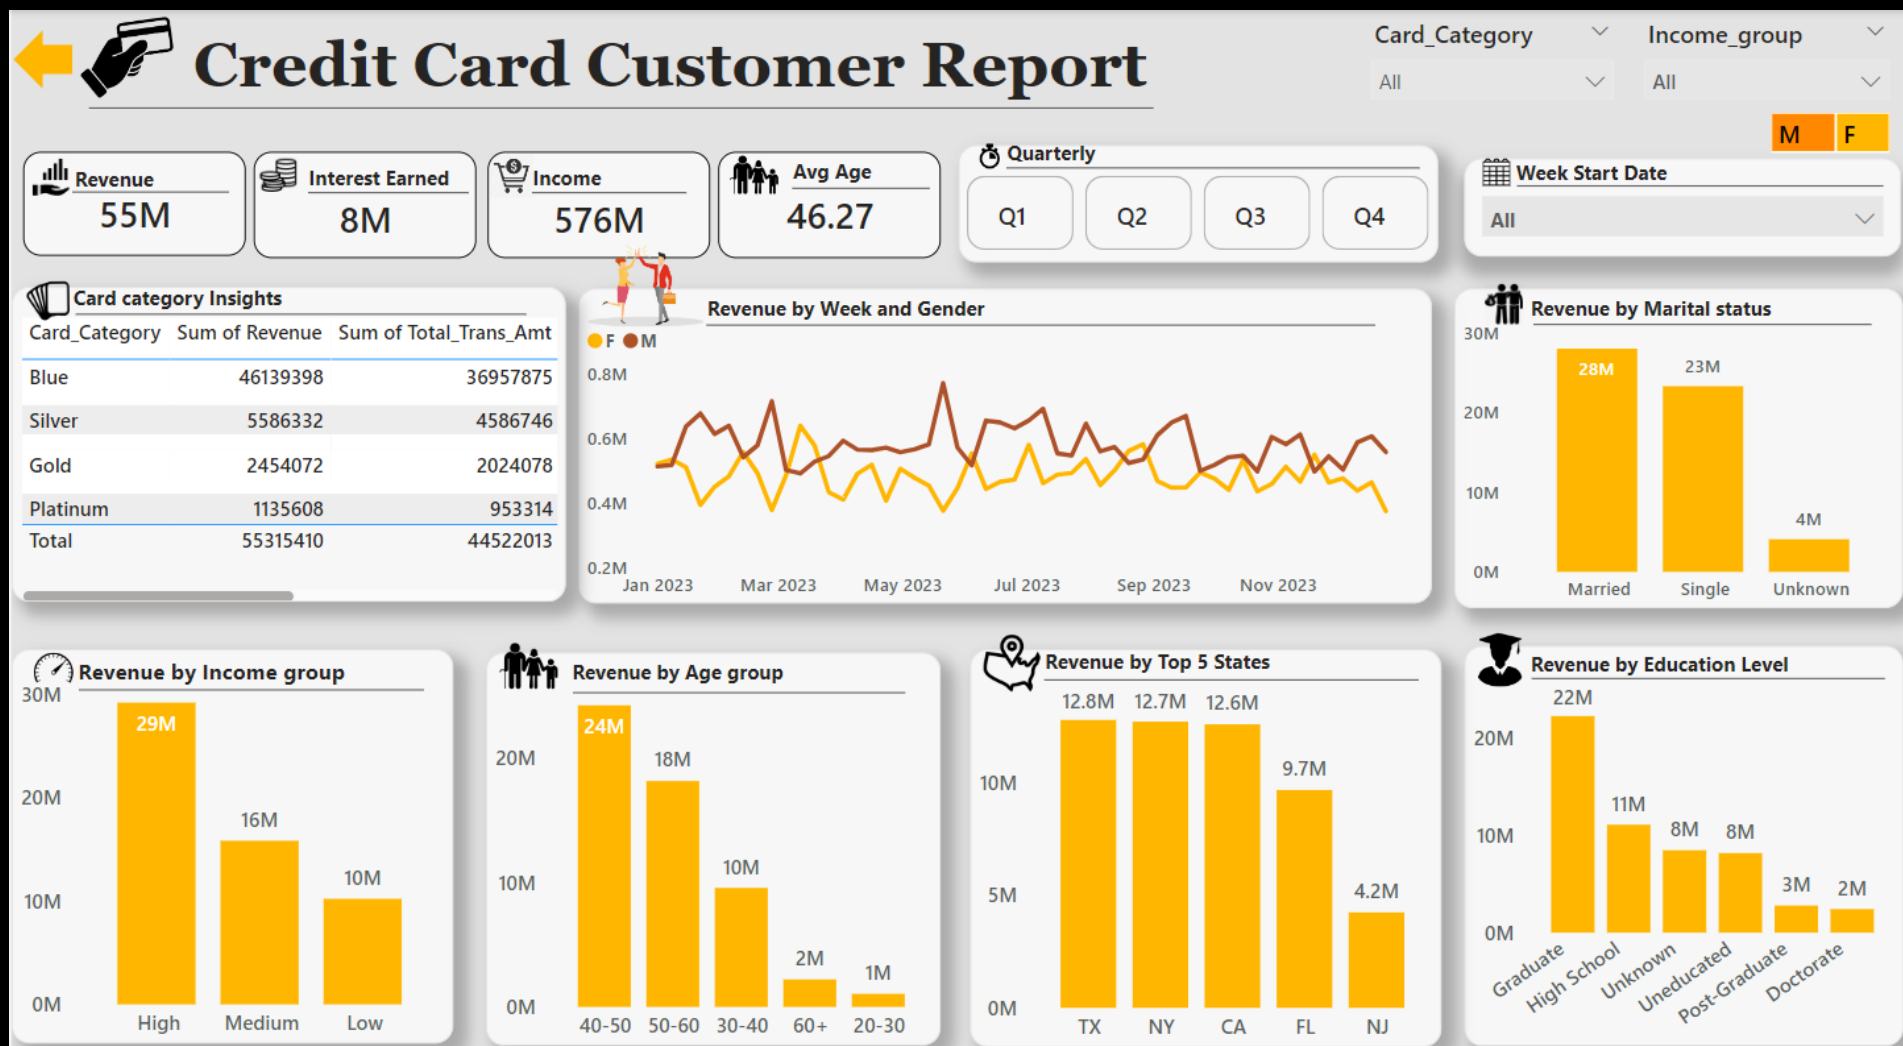 Credit Card Customer Report
Card_Category
All
Income_group
All
M F
Revenue
55M
Interest Earned
8M
Income
576M
Avg Age
46.27
Quarterly
Q1 Q2 Q3 Q4
Week Start Date
All
Card category Insights
Card_Category Sum of Revenue Sum of Total_Trans_Amt
Blue 46139398 36957875
Silver 5586332 4586746
Gold 2454072 2024078
Platinum 1135608 953314
Total 55315410 44522013
Revenue by Week and Gender
F M
0.8M
0.6M
0.4M
0.2M
Jan 2023 Mar 2023 May 2023 Jul 2023 Sep 2023 Nov 2023
Revenue by Marital status
30M
20M
10M
0M
28M 23M 4M
Married Single Unknown
Revenue by Income group
30M
20M
10M
0M
29M 16M 10M
High Medium Low
Revenue by Age group
20M
10M
0M
24M 18M 10M 2M 1M
40-50 50-60 30-40 60+ 20-30
Revenue by Top 5 States
10M
5M
0M
12.8M 12.7M 12.6M 9.7M 4.2M
TX NY CA FL NJ
Revenue by Education Level
20M
10M
0M
22M 11M 8M 8M 3M 2M
Graduate High School Unknown Uneducated Post-Graduate Doctorate